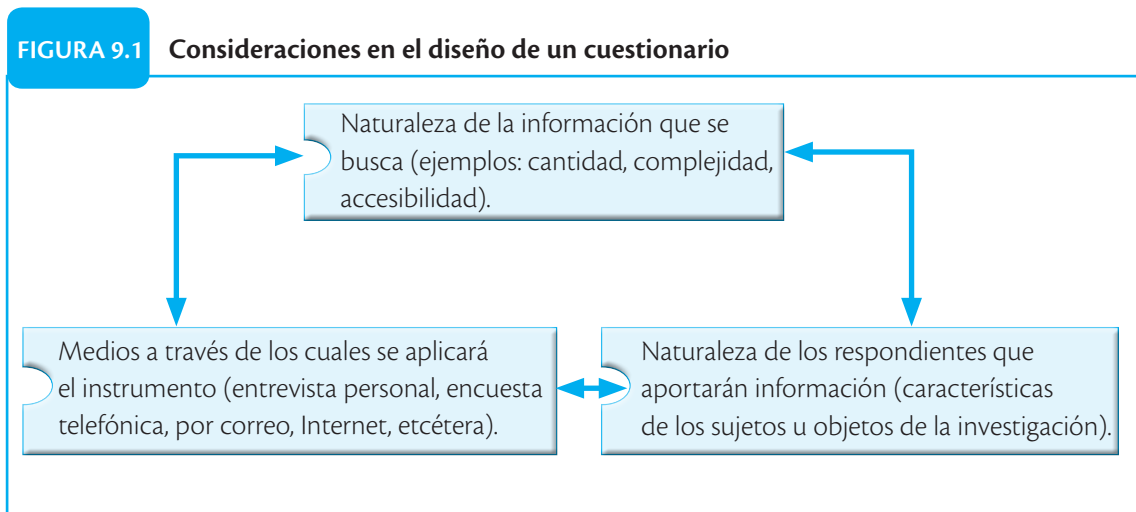 FIGURA 9.1 Consideraciones en el diseño de un cuestionario
Naturaleza de la información que se
busca (ejemplos: cantidad, complejidad,
accesibilidad).
Medios a través de los cuales se aplicará
el instrumento (entrevista personal, encuesta
telefónica, por correo, Internet, etcétera).
Naturaleza de los respondientes que
aportarán información (características
de los sujetos u objetos de la investigación).